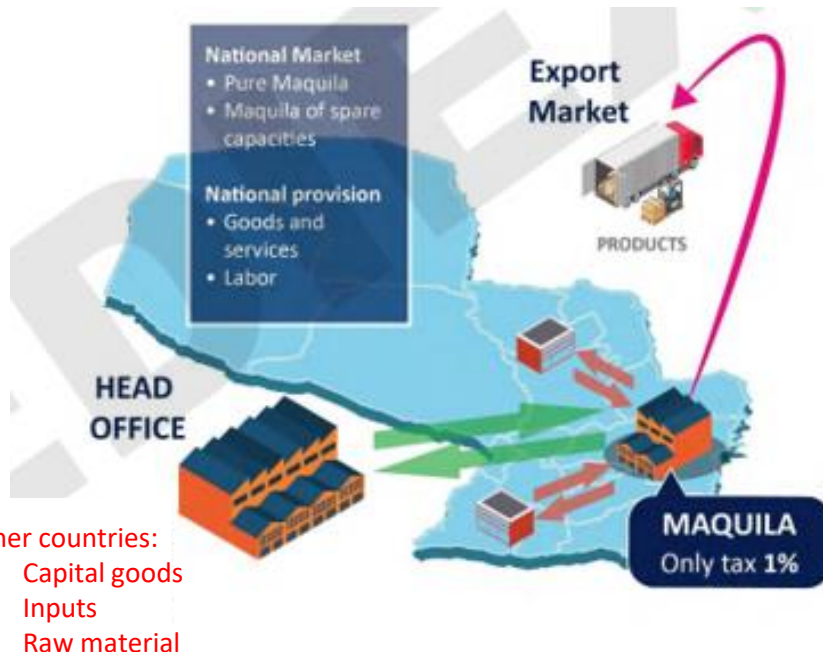 National Market
• Pure Maquila
• Maquila of spare
capacities
National provision
• Goods and
services
• Labor
Export
Market
PRODUCTS
HEAD
OFFICE
MAQUILA
Only tax 1%
countries:
Capital goods
Inputs
Raw material